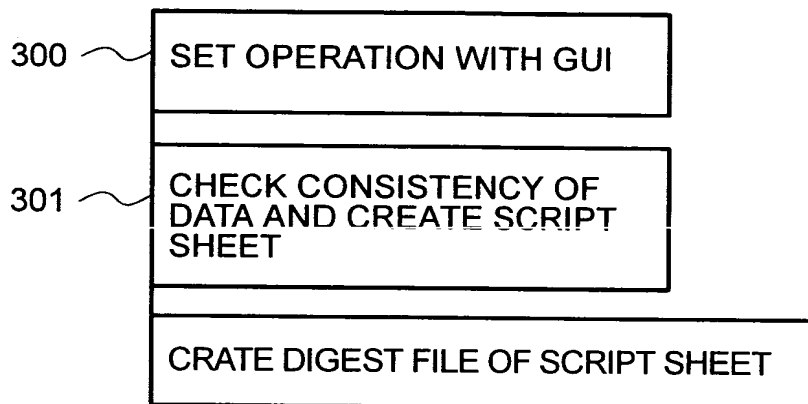 300
SET OPERATION WITH GUI
301
CHECK CONSISTENCY OF
DATA AND CREATE SCRIPT
SHEET
CRATE DIGEST FILE OF SCRIPT SHEET